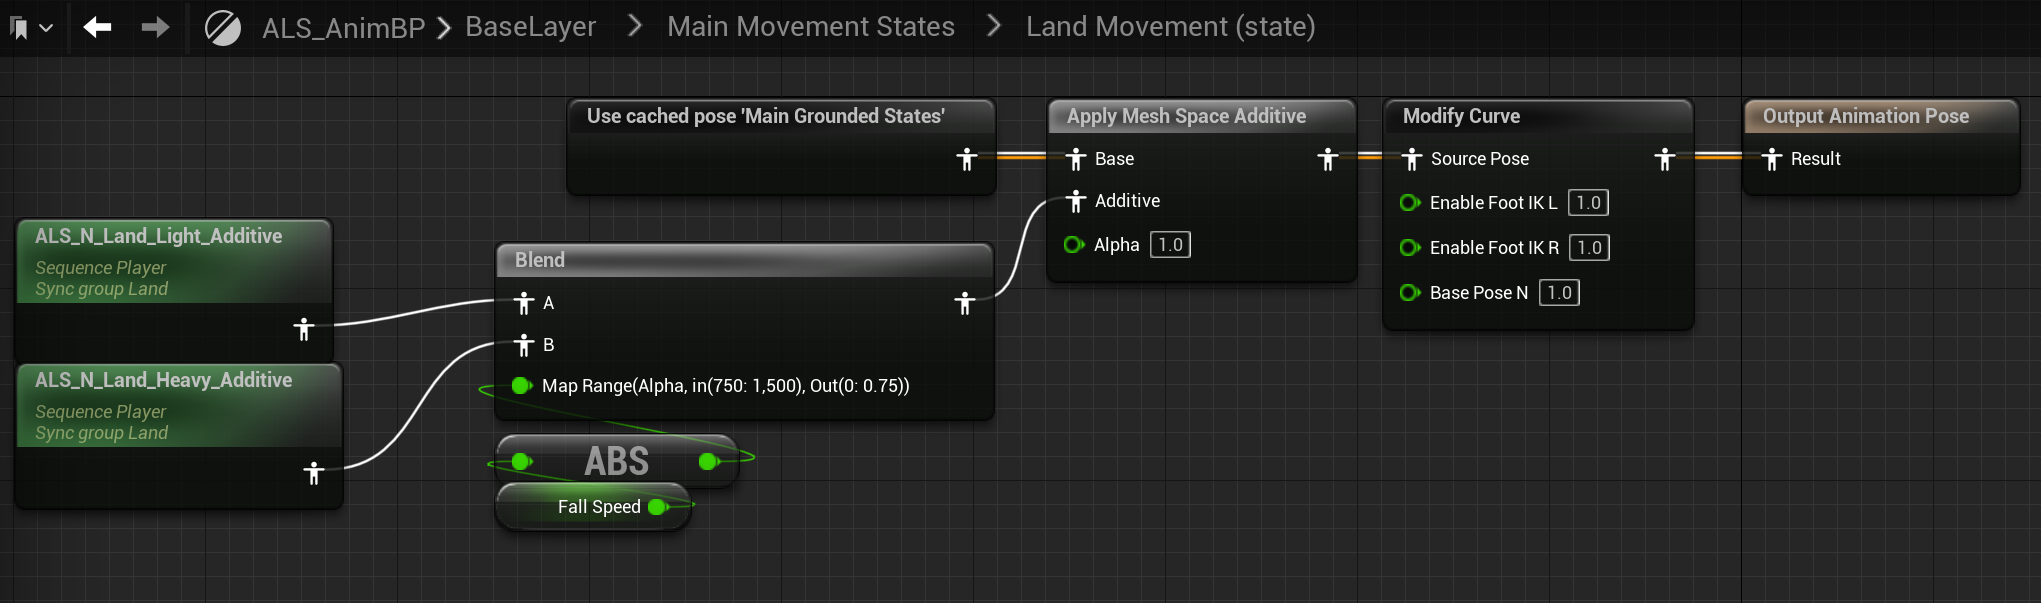 ALS_AnimBP > BaseLayer > Main Movement States > Land Movement (state)
Use cached pose 'Main Grounded States'
Apply Mesh Space Additive
Base
Additive
Alpha 1.0
Modify Curve
Source Pose
Enable Foot IK L 1.0
Enable Foot IK R 1.0
Base Pose N 1.0
Output Animation Pose
Result
ALS_N_Land_Light_Additive
Sequence Player
Sync group Land
Blend
A
B
Map Range(Alpha, in(750: 1,500), Out(0: 0.75))
ALS_N_Land_Heavy_Additive
Sequence Player
Sync group Land
ABS
Fall Speed